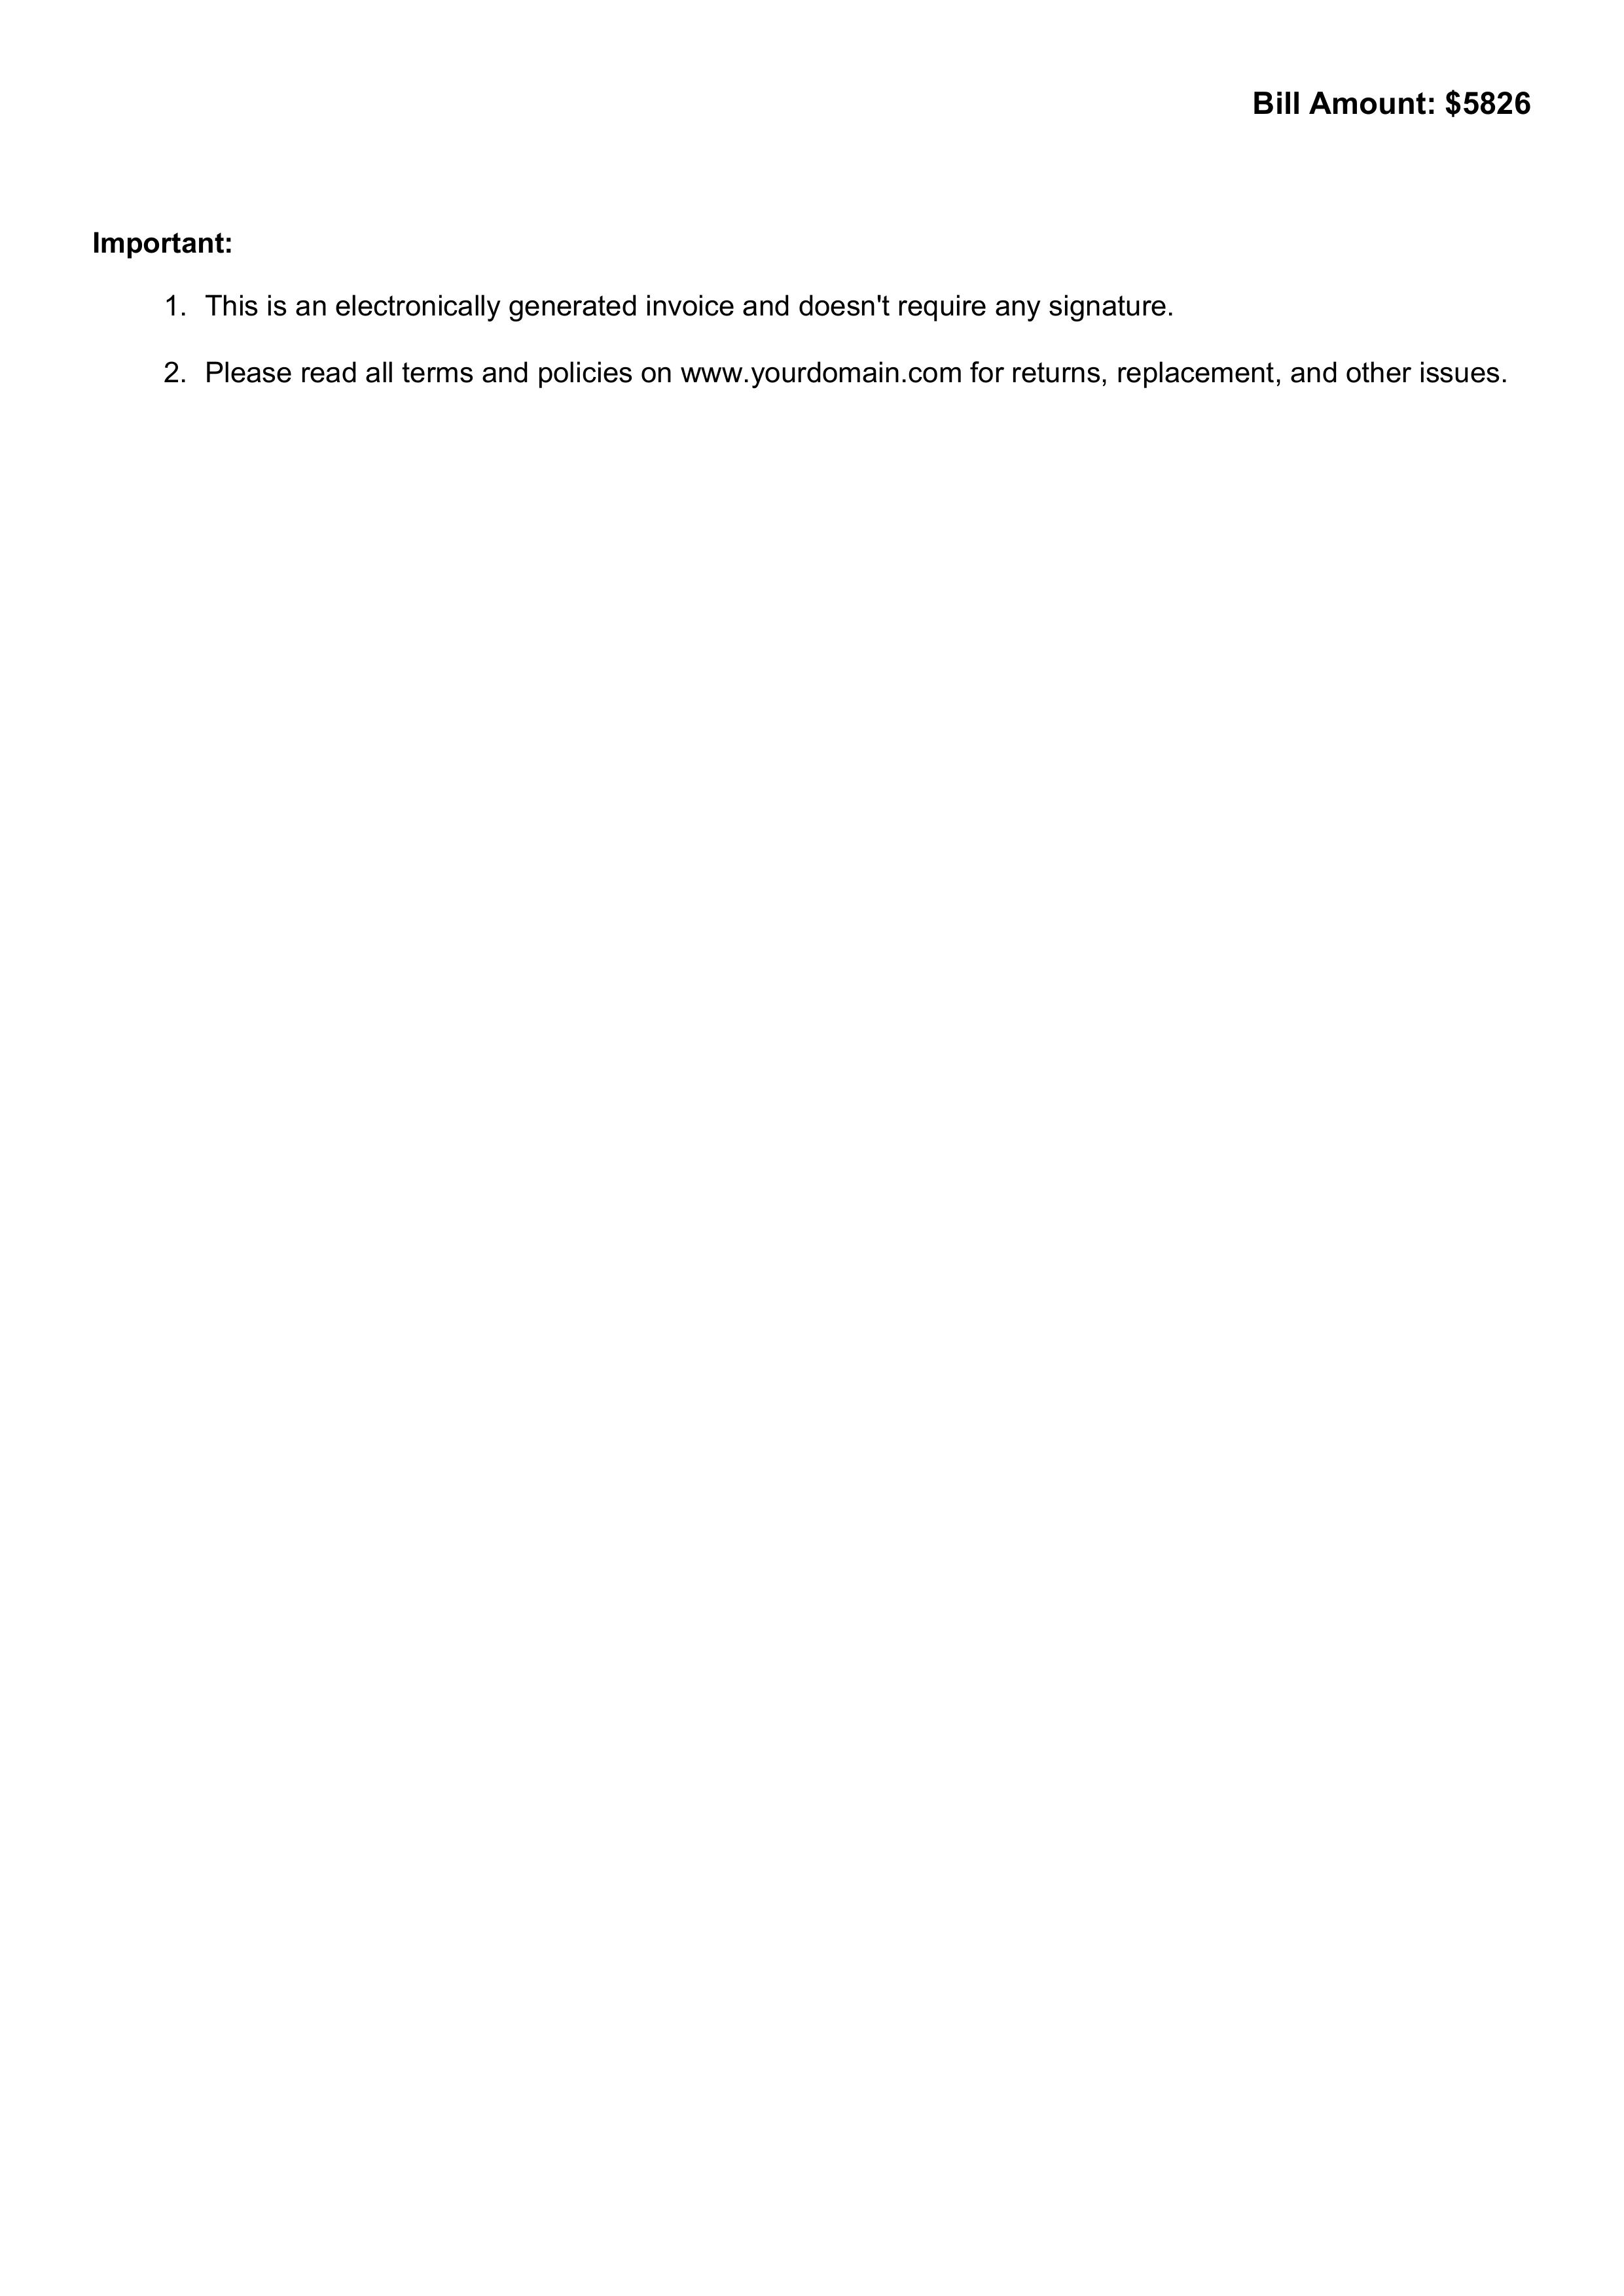 Bill Amount: $5826
Important:
1. This is an electronically generated invoice and doesn't require any signature.
2. Please read all terms and policies on www.yourdomain.com for returns, replacement, and other issues.